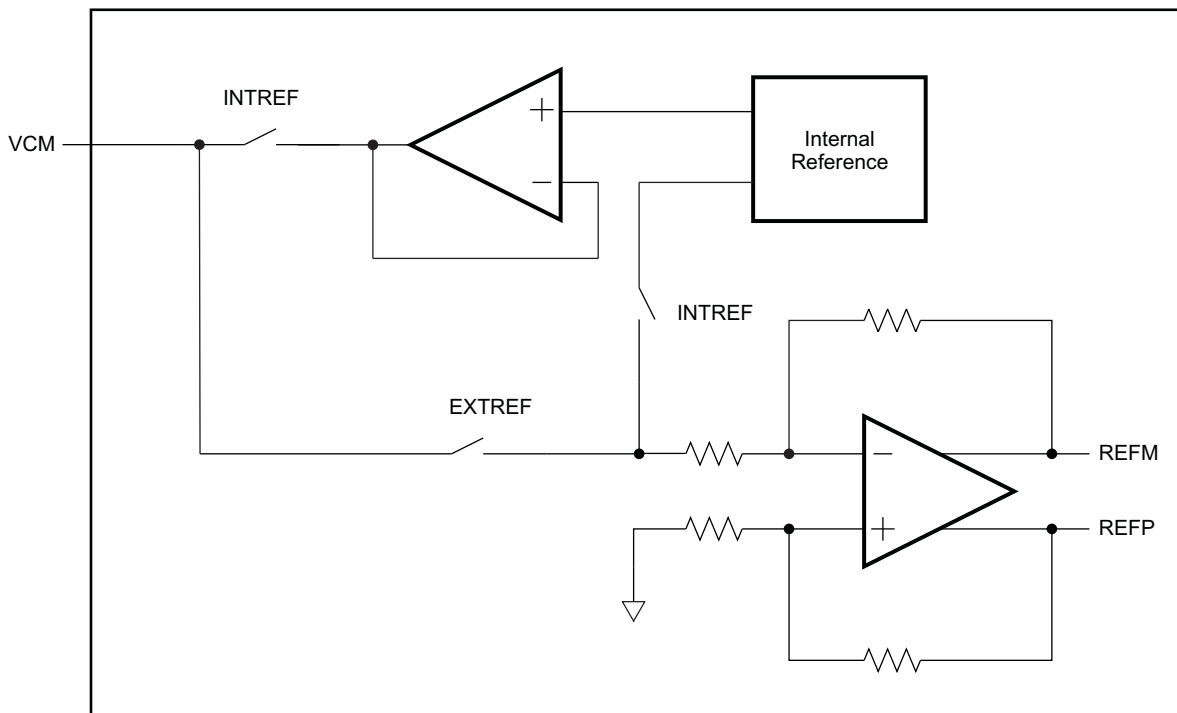 INTREF
VCM
+
−
Internal
Reference
INTREF
EXTREF
−
REFM
+
REFP